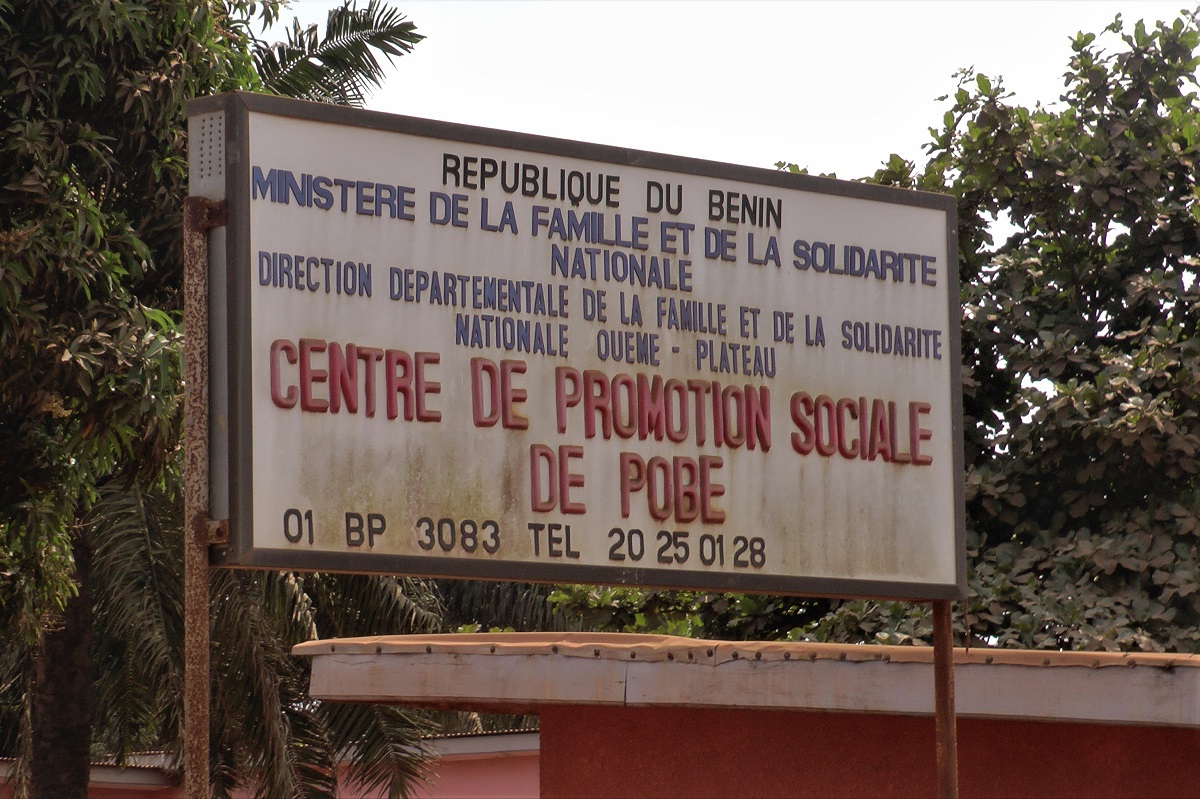 REPUBLIQUE DU BENIN
MINISTERE DE LA FAMILLE ET DE LA SOLIDARITE
NATIONALE
DIRECTION DEPARTEMENTALE DE LA FAMILLE ET DE LA SOLIDARITE
NATIONALE OUEME - PLATEAU
CENTRE DE PROMOTION SOCIALE
DE POBE
01 BP 3083 TEL 20 25 01 28